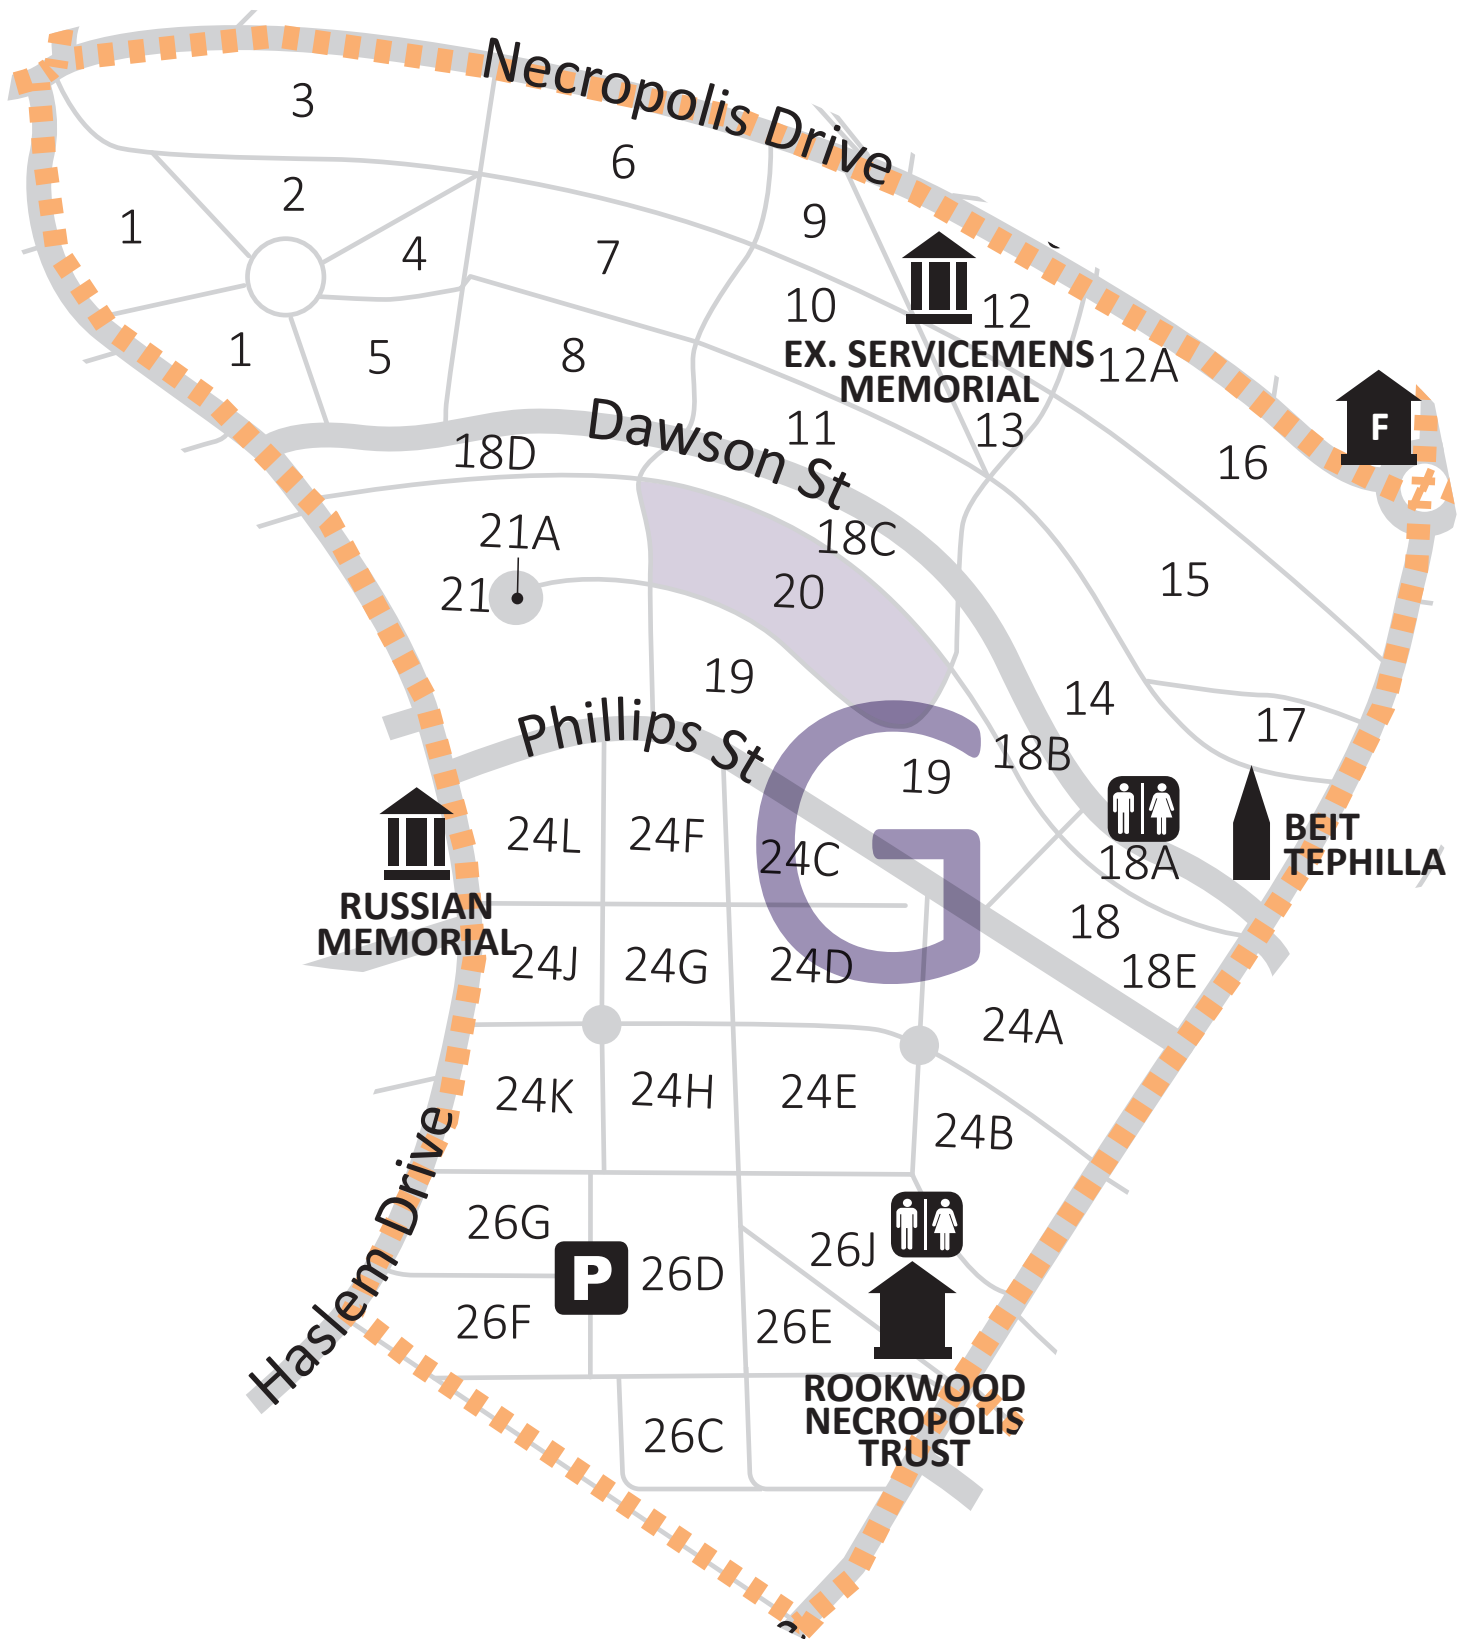 Necropolis Drive
3
6
2
1
9
4
7
10
12
EX. SERVICEMENS
MEMORIAL
12A
1
5
8
11
13
F
Dawson St
18D
16
21A
18C
21
20
15
19
14
17
Phillips St
18B
19
G
24L
24F
24C
18A
BEIT
TEPHILLA
RUSSIAN
MEMORIAL
18
24J
24G
24D
18E
24A
24K
24H
24E
24B
Haslem Drive
26G
26J
P
26D
26F
26E
ROOKWOOD
NECROPOLIS
TRUST
26C